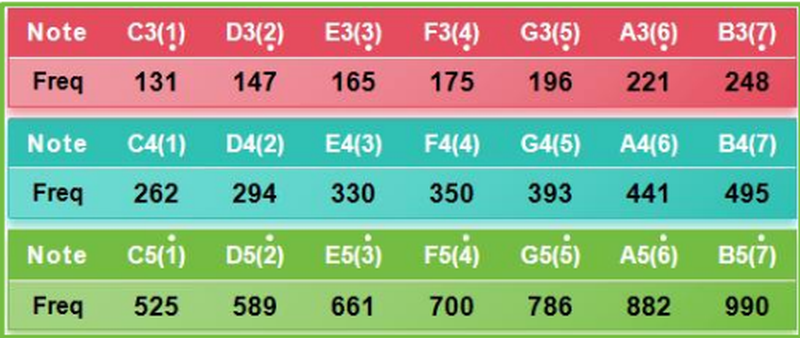 Note C3(1̣) D3(2̣) E3(3̣) F3(4̣) G3(5̣) A3(6̣) B3(7̣)
Freq 131 147 165 175 196 221 248
Note C4(1) D4(2) E4(3) F4(4) G4(5) A4(6) B4(7)
Freq 262 294 330 350 393 441 495
Note C5(1̇) D5(2̇) E5(3̇) F5(4̇) G5(5̇) A5(6̇) B5(7̇)
Freq 525 589 661 700 786 882 990